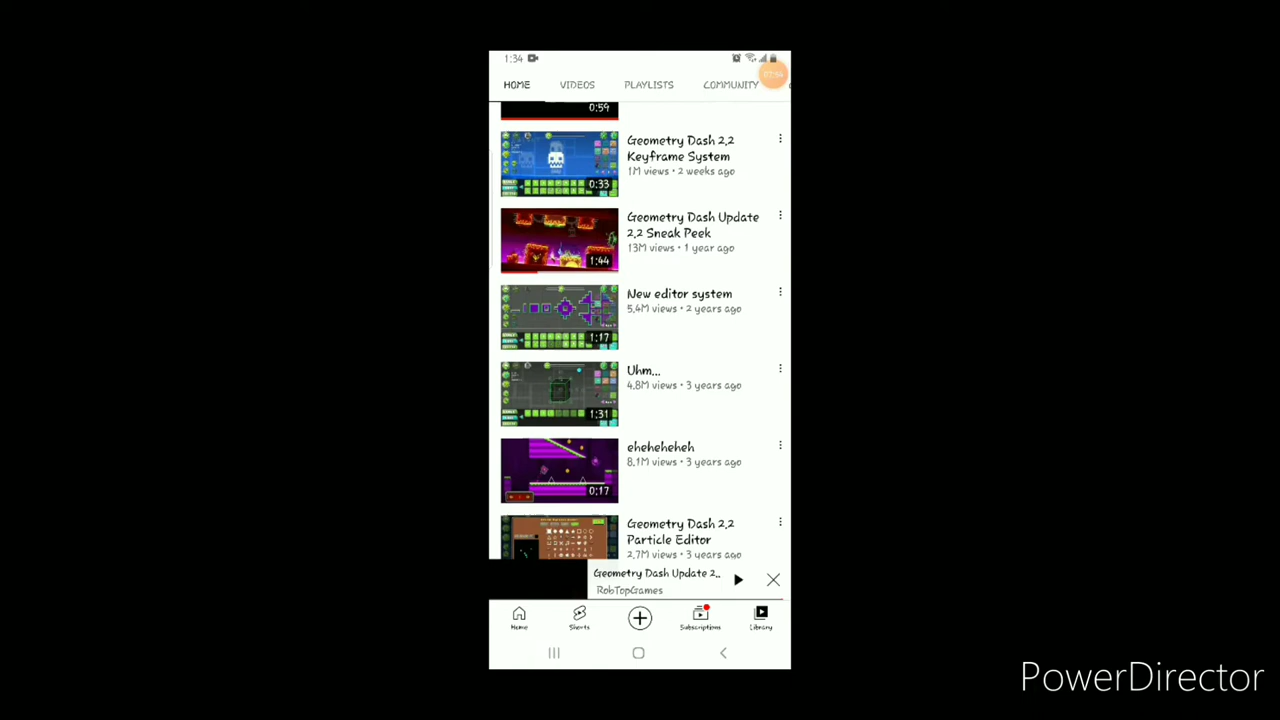 1:34
HOME VIDEOS PLAYLISTS COMMUNITY
0:59
Geometry Dash 2,2
Keyframe System
1M views • 2 weeks ago
0:33
Geometry Dash Update
2,2 Sneak Peek
13M views • 1 year ago
1:44
New editor system
5,4M views • 2 years ago
1:17
Uhm...
4,8M views • 3 years ago
1:31
eheheheheh
8,1M views • 3 years ago
0:17
Geometry Dash 2,2
Particle Editor
2,7M views • 3 years ago
Geometry Dash Update 2,..
RobTopGames
Home Shorts Subscriptions Library
PowerDirector